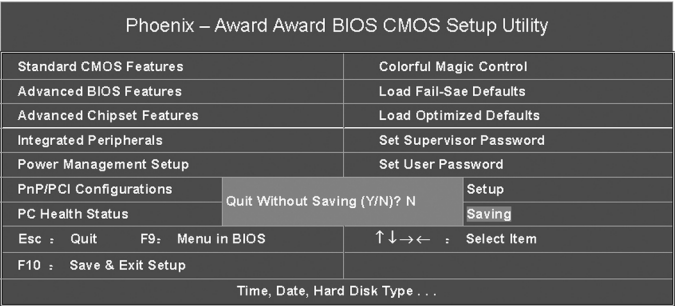 Phoenix – Award Award BIOS CMOS Setup Utility
Standard CMOS Features
Colorful Magic Control
Advanced BIOS Features
Load Fail-Sae Defaults
Advanced Chipset Features
Load Optimized Defaults
Integrated Peripherals
Set Supervisor Password
Power Management Setup
Set User Password
PnP/PCI Configurations
Setup
Quit Without Saving (Y/N)? N
PC Health Status
Saving
Esc : Quit F9: Menu in BIOS
↑↓→← : Select Item
F10 : Save & Exit Setup
Time, Date, Hard Disk Type . . .